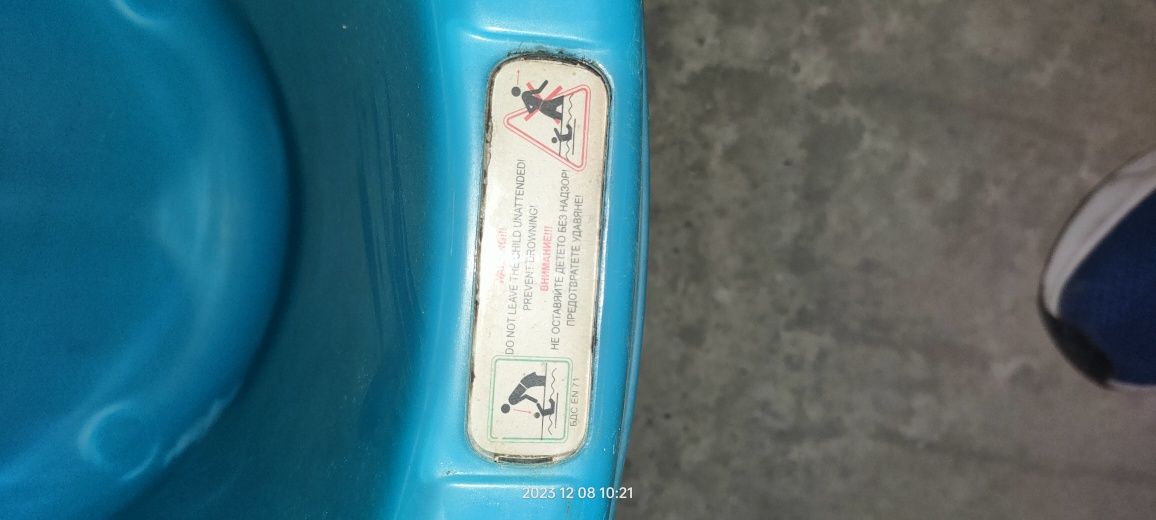 WARNING!!!
DO NOT LEAVE THE CHILD UNATTENDED!
PREVENT DROWNING!
ВНИМАНИЕ!!!
НЕ ОСТАВЯЙТЕ ДЕТЕТО БЕЗ НАДЗОР!
ПРЕДОТВРАТЕТЕ УДАВЯНЕ!
БДС EN 71
2023 12 08 10:21